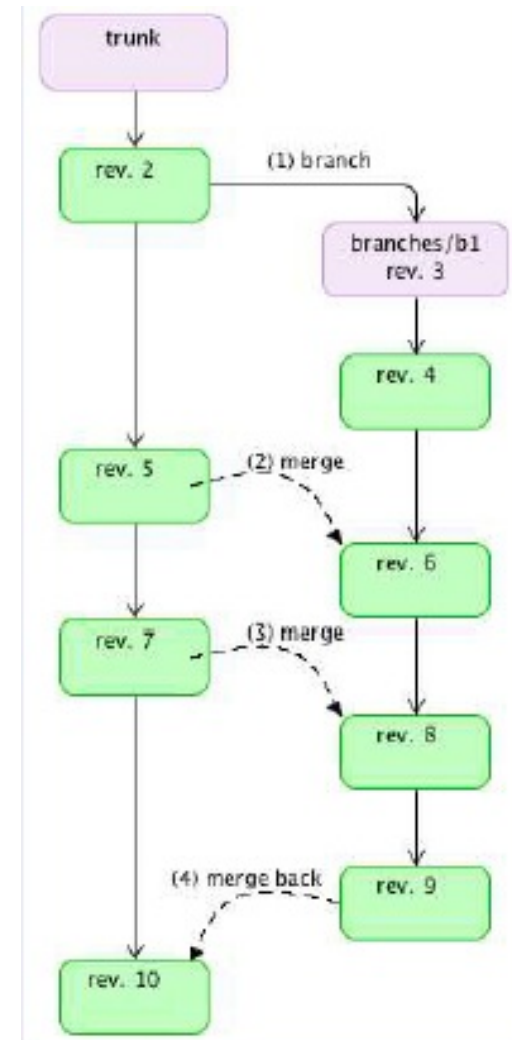 trunk
rev. 2
(1) branch
branches/b1
rev. 3
rev. 4
rev. 5
(2) merge
rev. 6
rev. 7
(3) merge
rev. 8
(4) merge back
rev. 9
rev. 10